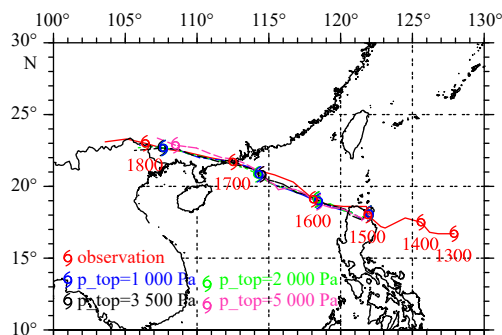 100° 105° 110° 115° 120° 125° 130°
30°
N
25°
20°
15°
10°
1800
1700
1600
1500
1400
1300
observation
p_top=1 000 Pa p_top=2 000 Pa
p_top=3 500 Pa p_top=5 000 Pa